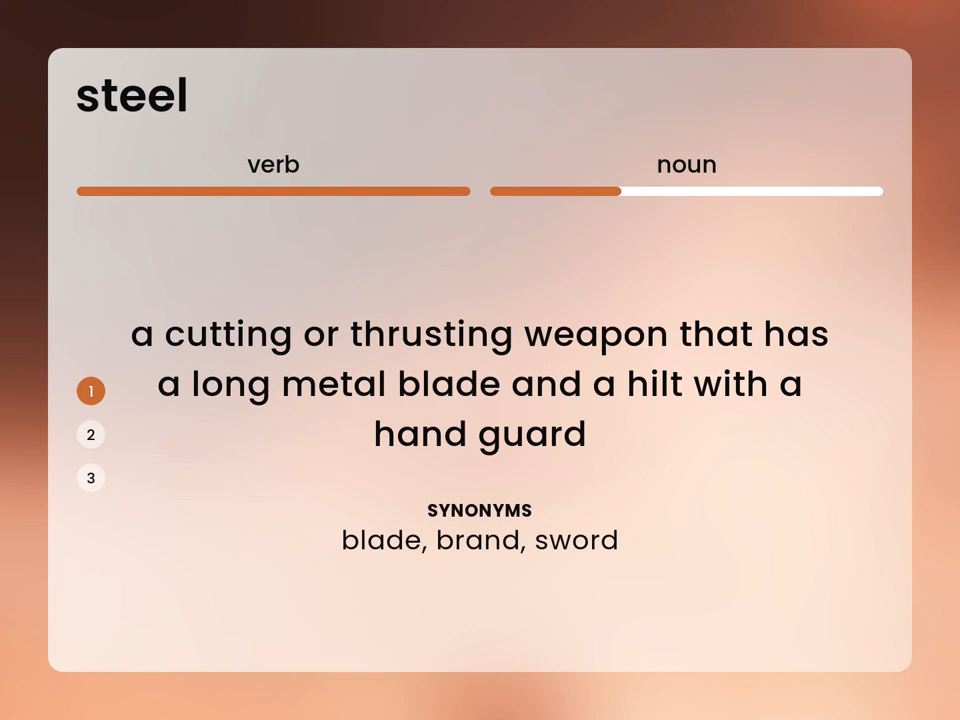 steel
verb
noun
a cutting or thrusting weapon that has
a long metal blade and a hilt with a
hand guard
1
2
3
SYNONYMS
blade, brand, sword